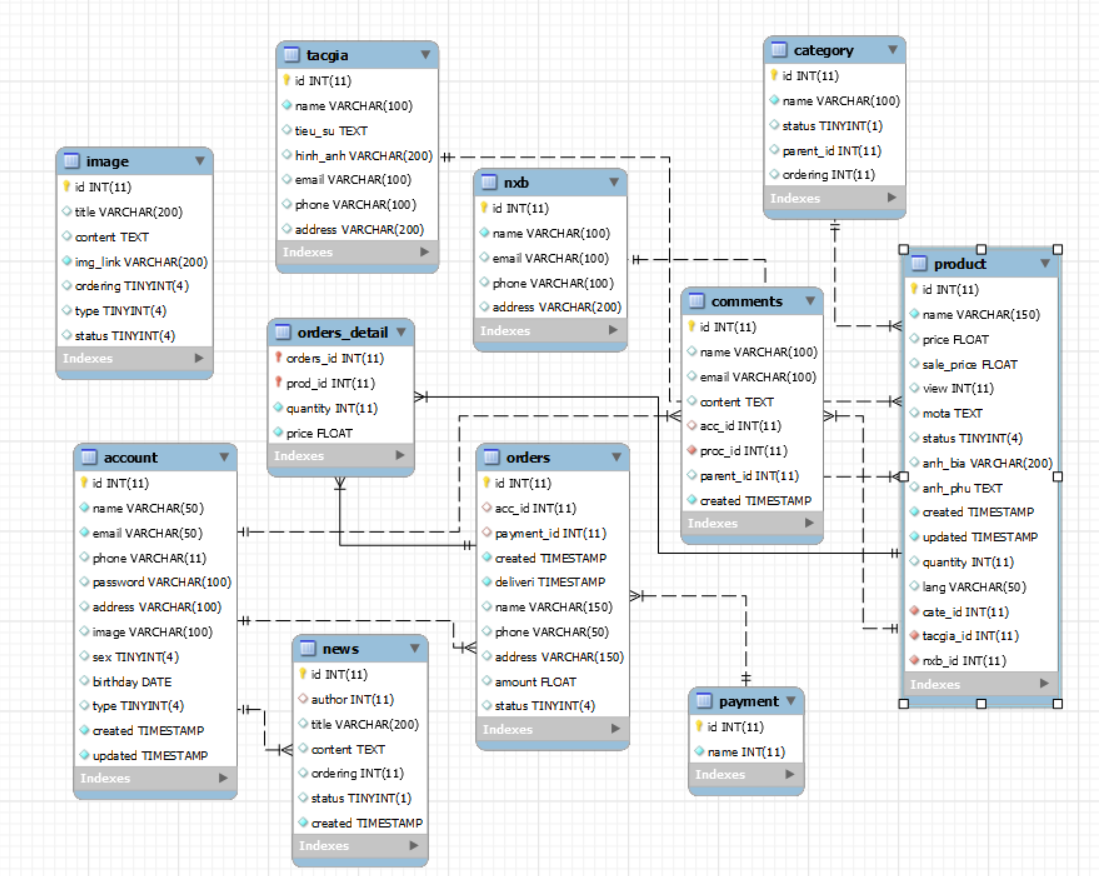 tacgia
id INT(11)
name VARCHAR(100)
tieu_su TEXT
hinh_anh VARCHAR(200)
email VARCHAR(100)
phone VARCHAR(100)
address VARCHAR(200)
Indexes
category
id INT(11)
name VARCHAR(100)
status TINYINT(1)
parent_id INT(11)
ordering INT(11)
Indexes
image
id INT(11)
title VARCHAR(200)
content TEXT
img_link VARCHAR(200)
ordering TINYINT(4)
type TINYINT(4)
status TINYINT(4)
Indexes
nxb
id INT(11)
name VARCHAR(100)
email VARCHAR(100)
phone VARCHAR(100)
address VARCHAR(200)
Indexes
product
id INT(11)
name VARCHAR(150)
price FLOAT
sale_price FLOAT
view INT(11)
mota TEXT
status TINYINT(4)
anh_bia VARCHAR(200)
anh_phu TEXT
created TIMESTAMP
updated TIMESTAMP
quantity INT(11)
lang VARCHAR(50)
cate_id INT(11)
tacgia_id INT(11)
nxb_id INT(11)
Indexes
comments
id INT(11)
name VARCHAR(100)
email VARCHAR(100)
content TEXT
acc_id INT(11)
proc_id INT(11)
parent_id INT(11)
created TIMESTAMP
Indexes
orders_detail
orders_id INT(11)
prod_id INT(11)
quantity INT(11)
price FLOAT
Indexes
account
id INT(11)
name VARCHAR(50)
email VARCHAR(50)
phone VARCHAR(11)
password VARCHAR(100)
address VARCHAR(100)
image VARCHAR(100)
sex TINYINT(4)
birthday DATE
type TINYINT(4)
created TIMESTAMP
updated TIMESTAMP
Indexes
orders
id INT(11)
acc_id INT(11)
payment_id INT(11)
created TIMESTAMP
deliveri TIMESTAMP
name VARCHAR(150)
phone VARCHAR(50)
address VARCHAR(150)
amount FLOAT
status TINYINT(4)
Indexes
news
id INT(11)
author INT(11)
title VARCHAR(200)
content TEXT
ordering INT(11)
status TINYINT(1)
created TIMESTAMP
Indexes
payment
id INT(11)
name INT(11)
Indexes